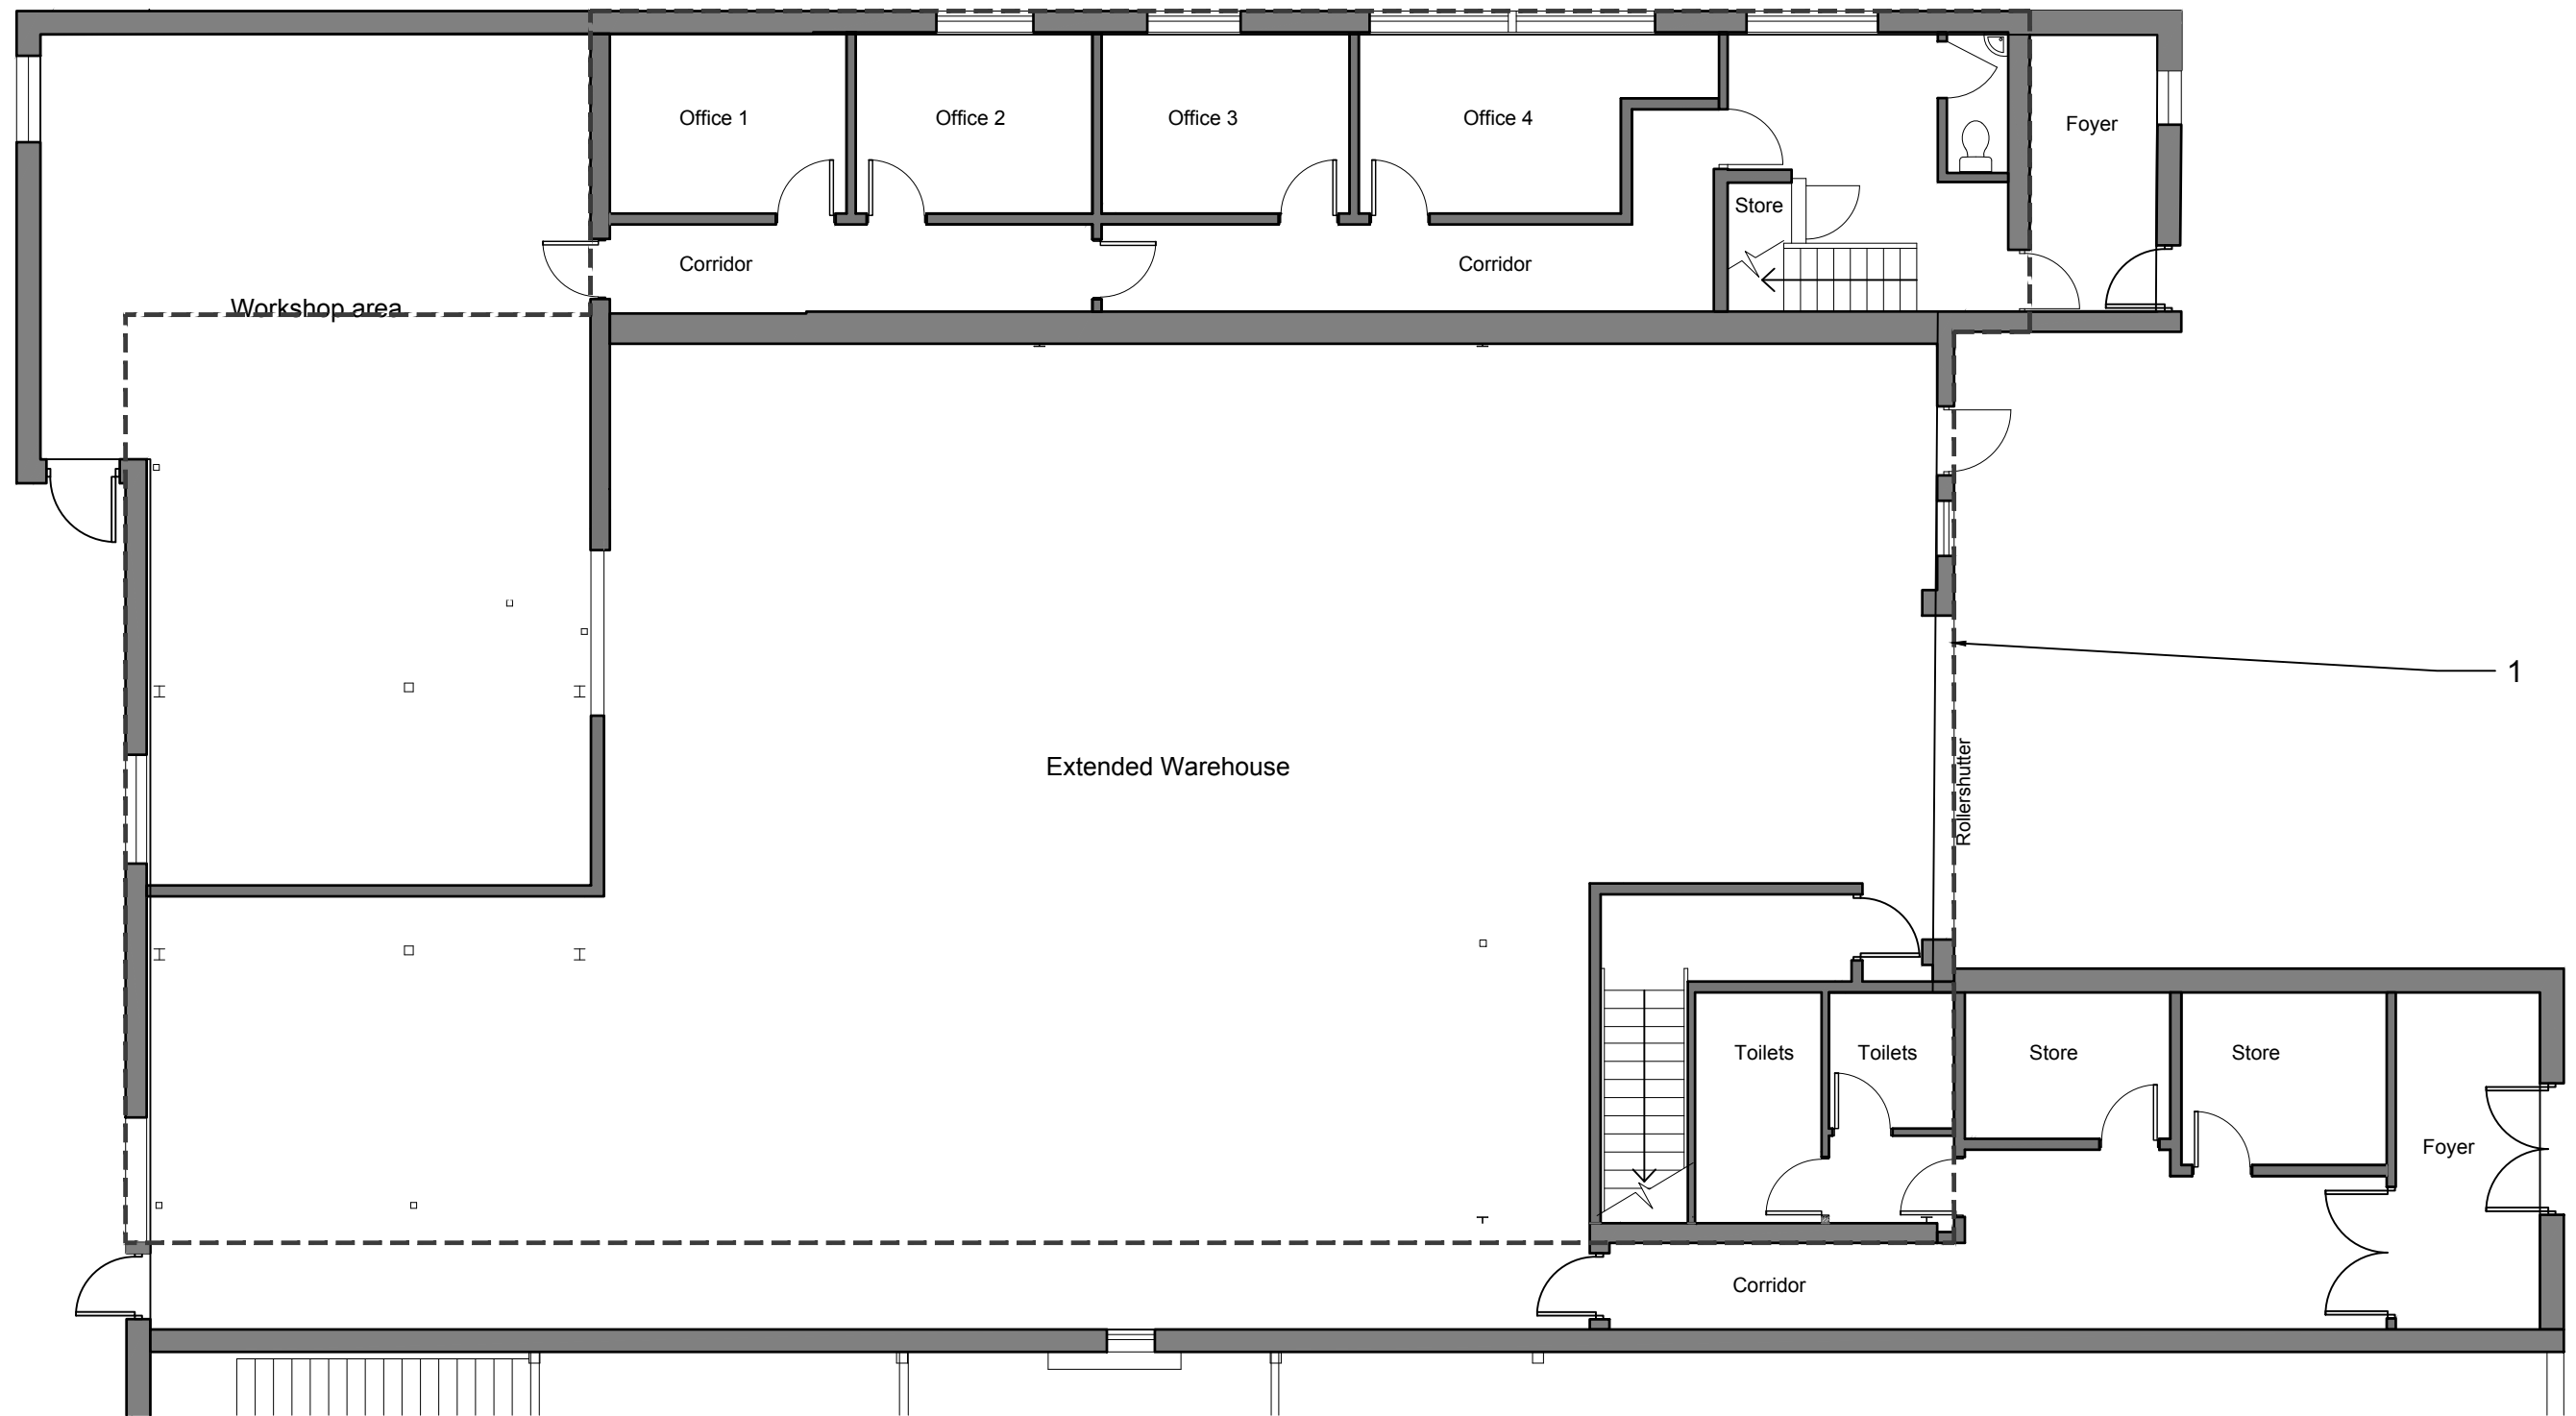 Office 1
Office 2
Office 3
Office 4
Foyer
Store
Corridor
Corridor
Workshop area
1
Extended Warehouse
Rollershutter
Toilets
Toilets
Store
Store
Foyer
Corridor